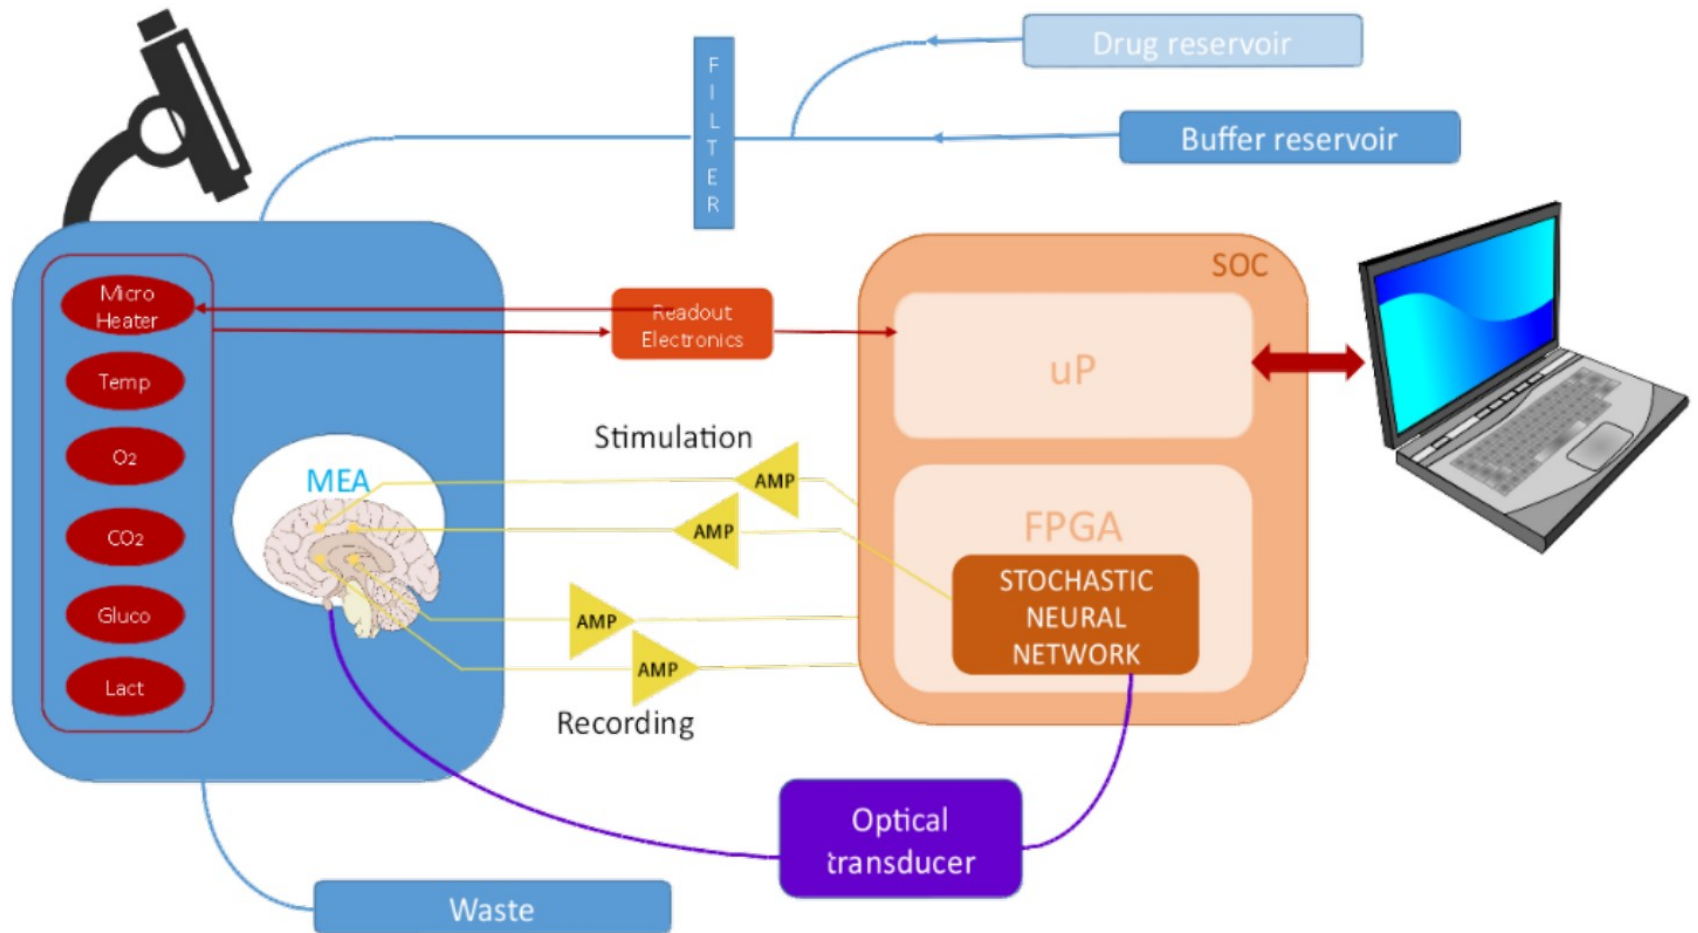 Drug reservoir
FILTER
Buffer reservoir
SOC
Micro
Heater
Readout
Electronics
uP
Temp
Stimulation
O2
MEA
AMP
AMP
FPGA
CO2
STOCHASTIC
NEURAL
NETWORK
Gluco
AMP
AMP
Lact
Recording
Optical
transducer
Waste